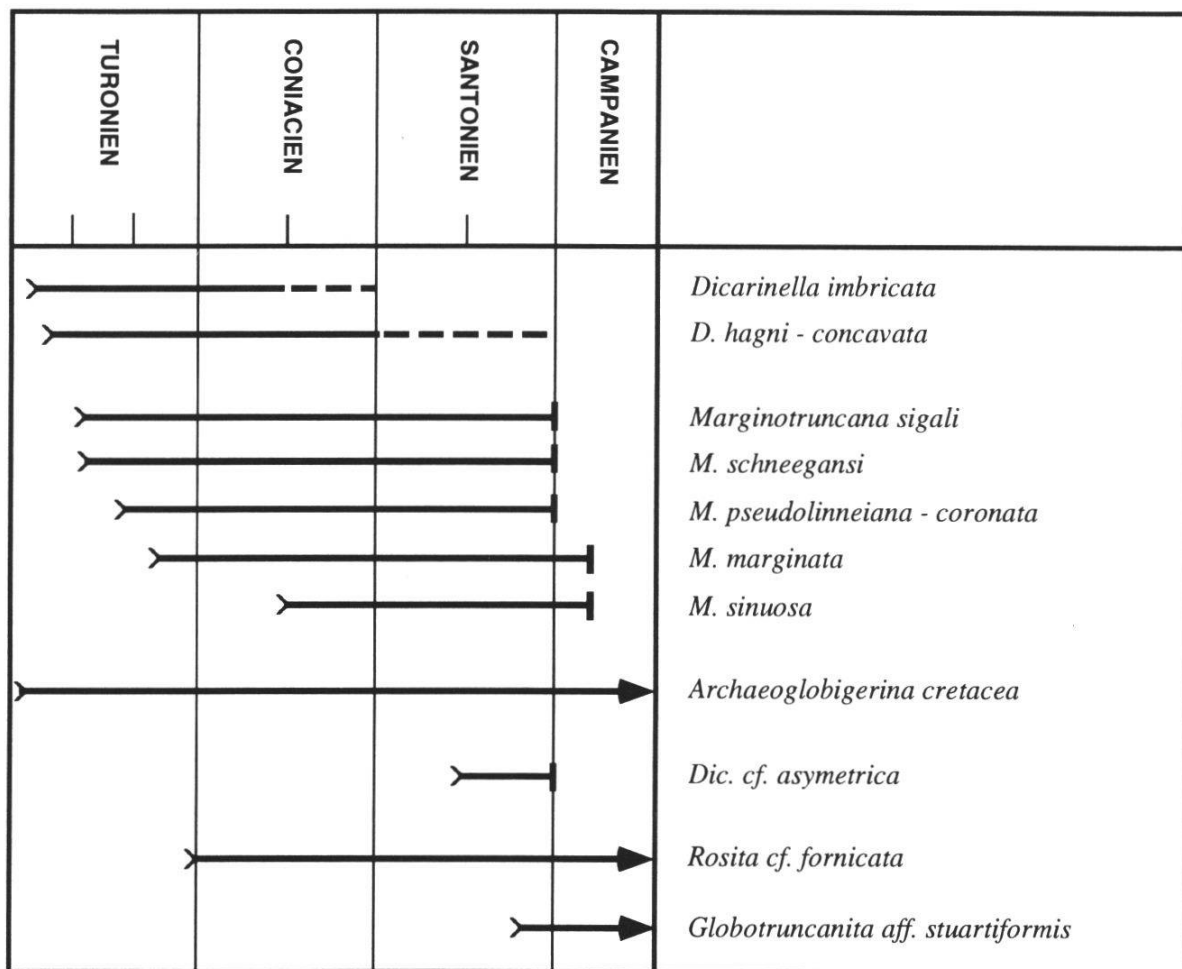 TURONIEN
CONIACIEN
SANTONIEN
CAMPANIEN
Dicarinella imbricata
D. hagni - concavata
Marginotruncana sigali
M. schneegansi
M. pseudolinneiana - coronata
M. marginata
M. sinuosa
Archaeoglobigerina cretacea
Dic. cf. asymetrica
Rosita cf. fornicata
Globotruncanita aff. stuartiformis